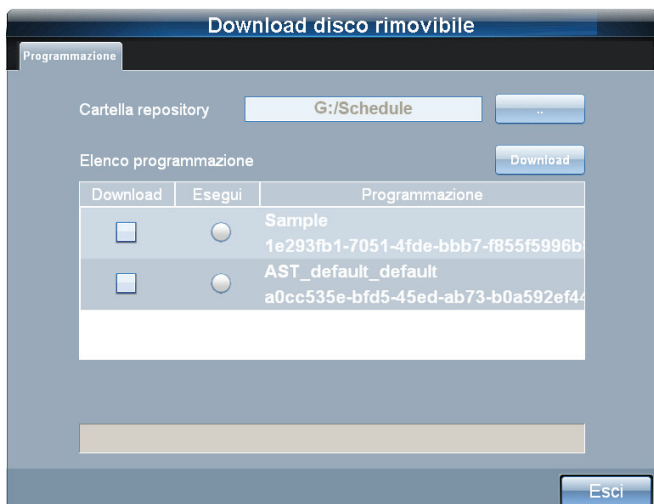 Download disco rimovibile
Programmazione
Cartella repository G:/Schedule ..
Elenco programmazione Download
Download Esegui Programmazione
Sample
1e293fb1-7051-4fde-bbb7-f855f5996b
AST_default_default
a0cc535e-bfd5-45ed-ab73-b0a592ef44
Esci